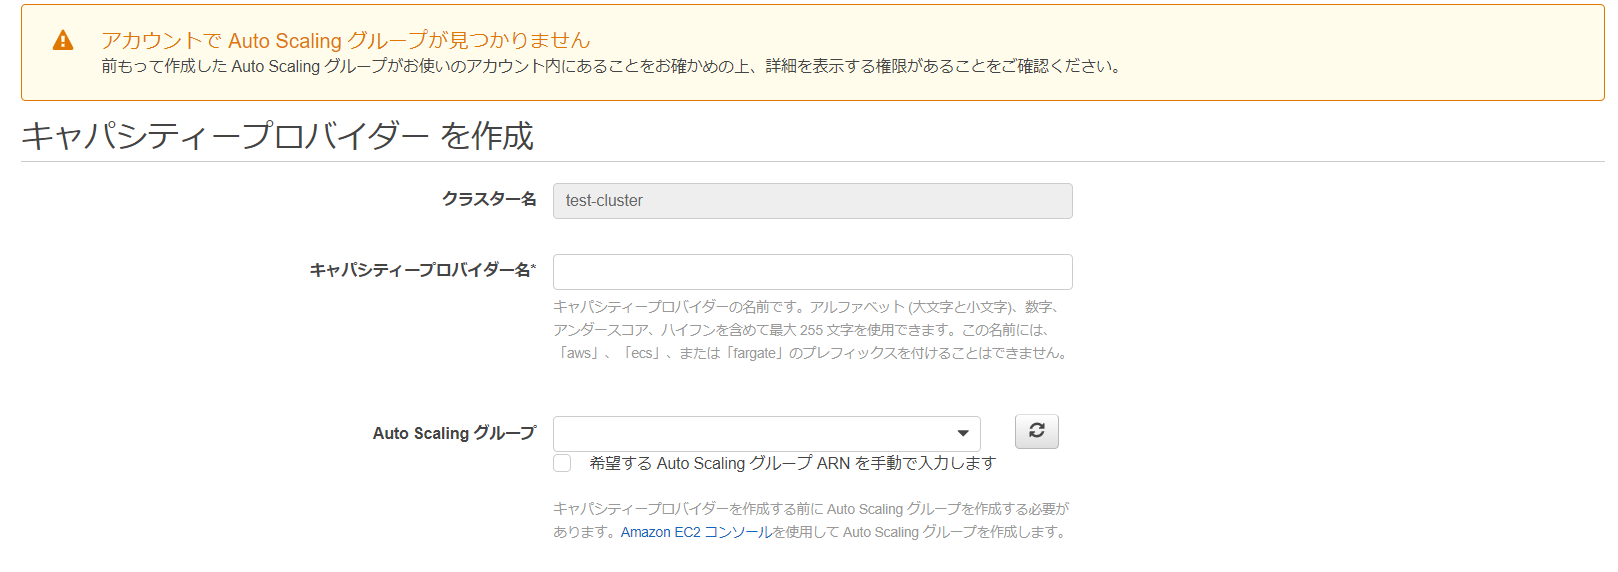 アカウントで Auto Scaling グループが見つかりません
前もって作成した Auto Scaling グループがお使いのアカウント内にあることをお確かめの上、詳細を表示する権限があることをご確認ください。
キャパシティープロバイダー を作成
クラスター名
test-cluster
キャパシティープロバイダー名*
キャパシティープロバイダーの名前です。アルファベット (大文字と小文字)、数字、
アンダースコア、ハイフンを含めて最大 255 文字を使用できます。この名前には、
「aws」、「ecs」、または「fargate」のプレフィックスを付けることはできません。
Auto Scaling グループ
希望する Auto Scaling グループ ARN を手動で入力します
キャパシティープロバイダーを作成する前に Auto Scaling グループを作成する必要が
あります。Amazon EC2 コンソールを使用して Auto Scaling グループを作成します。